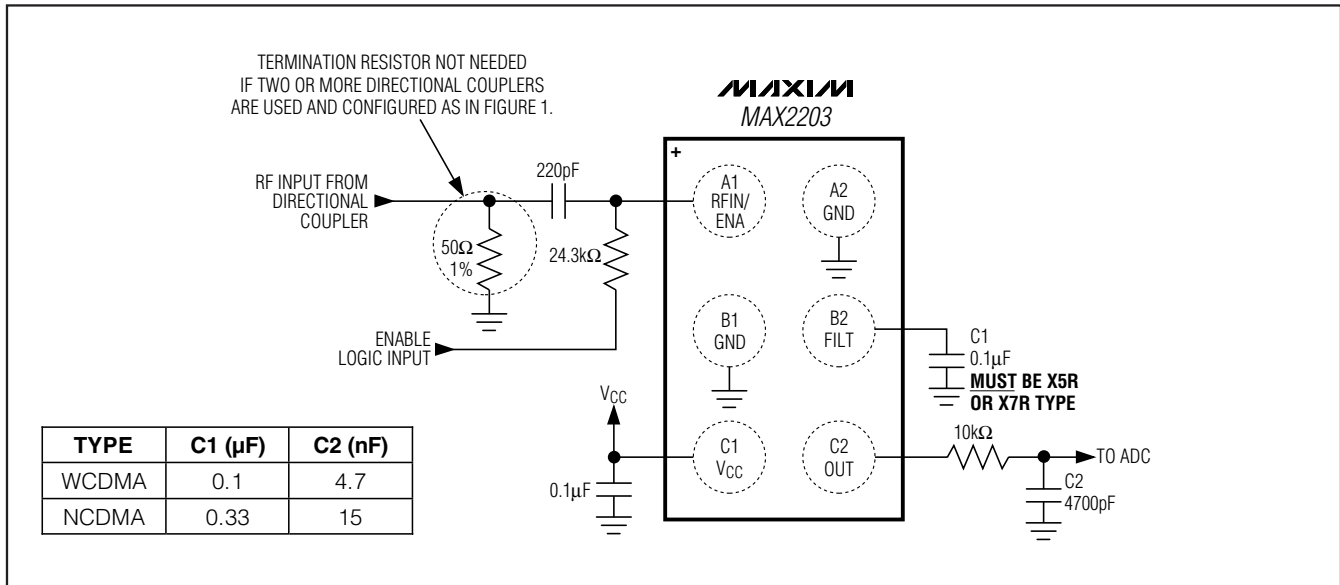 TERMINATION RESISTOR NOT NEEDED
IF TWO OR MORE DIRECTIONAL COUPLERS
ARE USED AND CONFIGURED AS IN FIGURE 1.
MAXIM
MAX2203
+
RF INPUT FROM
DIRECTIONAL
COUPLER
220pF
50Ω
1%
24.3kΩ
A1
RFIN/
ENA
A2
GND
ENABLE
LOGIC INPUT
B1
GND
B2
FILT
C1
0.1µF
MUST BE X5R
OR X7R TYPE
VCC
0.1µF
C1
VCC
C2
OUT
10kΩ
TO ADC
C2
4700pF
TYPE C1 (µF) C2 (nF)
WCDMA 0.1 4.7
NCDMA 0.33 15